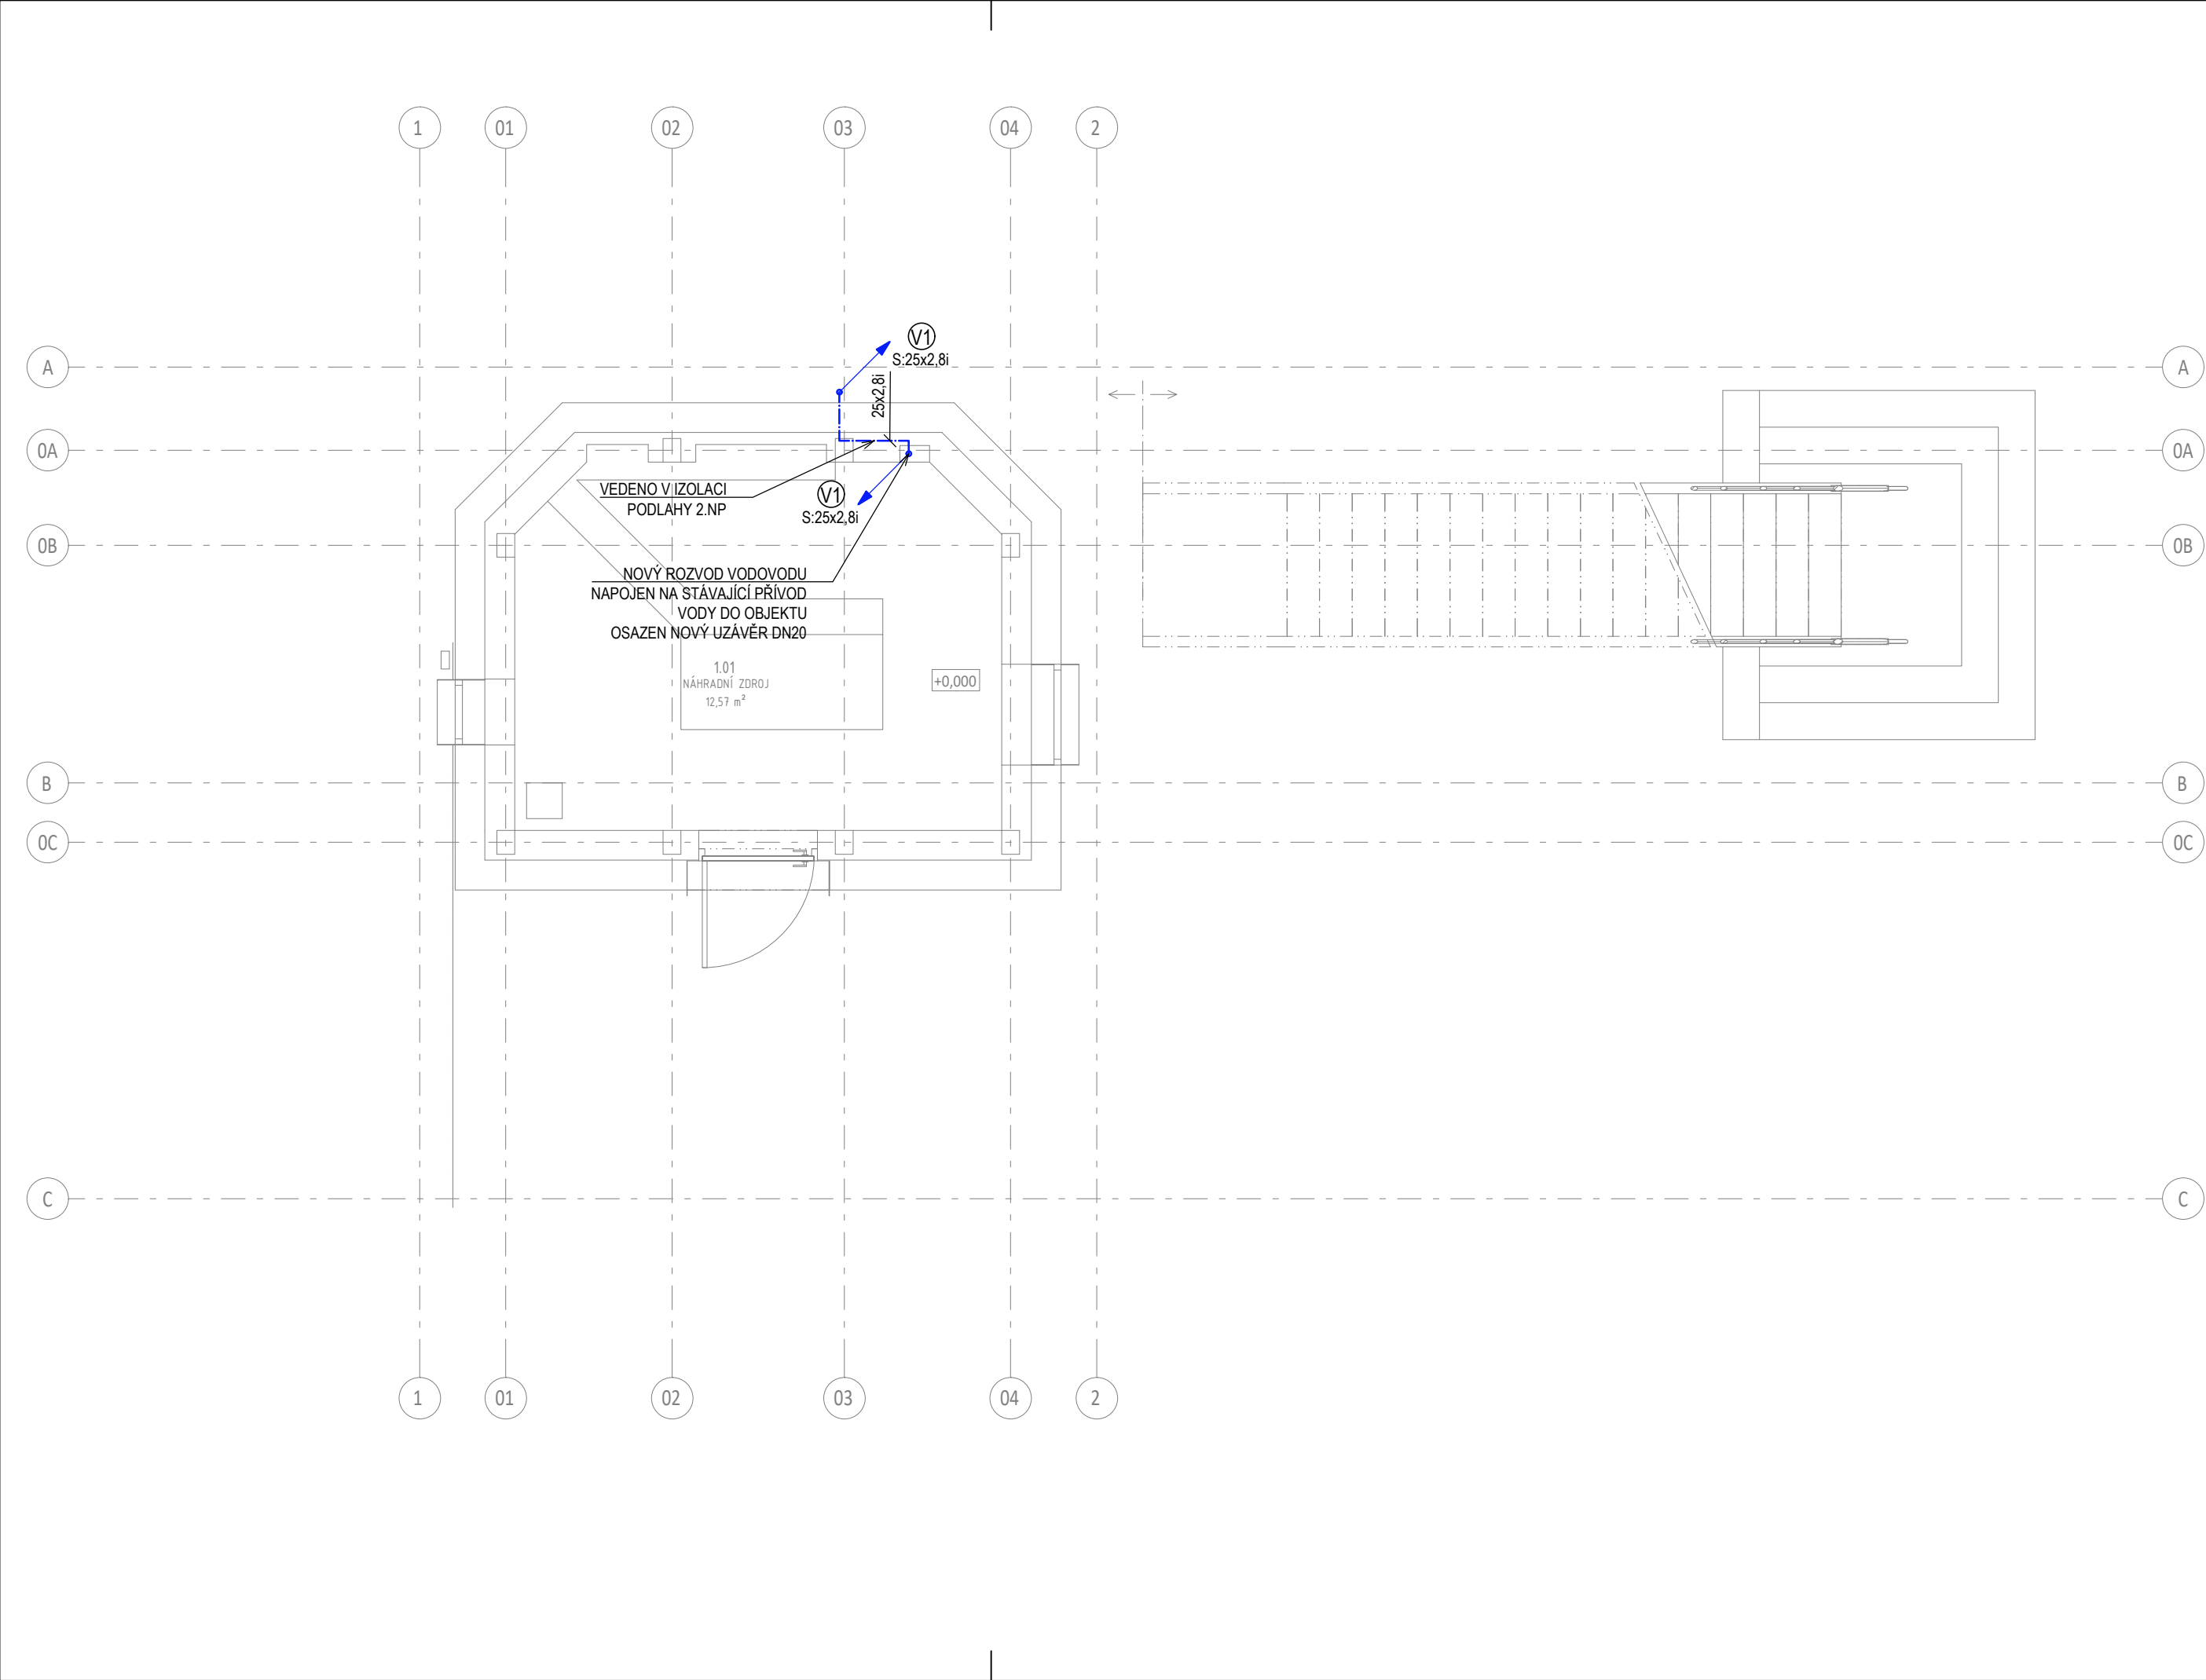 1
01
02
03
04
2
V1
S:25x2,8i
A
A
25x2,8i
0A
0A
VEDENO V IZOLACI
PODLAHY 2.NP
V1
S:25x2,8i
0B
0B
NOVÝ ROZVOD VODOVODU
NAPOJEN NA STÁVAJÍCÍ PŘÍVOD
VODY DO OBJEKTU
OSAZEN NOVÝ UZÁVĚR DN20
1.01
NÁHRADNÍ ZDROJ
12,57 m²
+0,000
B
B
0C
0C
C
C
1
01
02
03
04
2